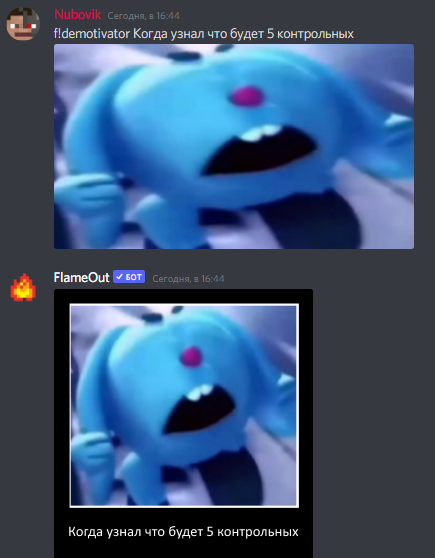 Nubovik Сегодня, в 16:44
f!demotivator Когда узнал что будет 5 контрольных
FlameOut ✓ БОТ Сегодня, в 16:44
Когда узнал что будет 5 контрольных